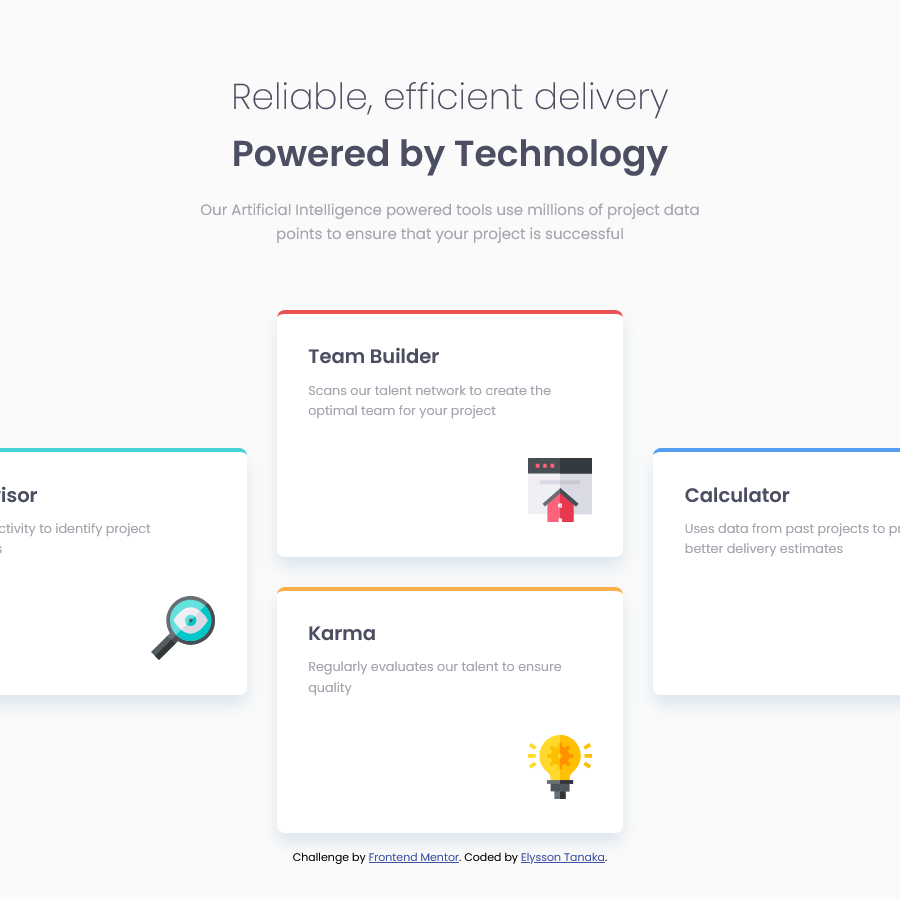 Reliable, efficient delivery
Powered by Technology
Our Artificial Intelligence powered tools use millions of project data
points to ensure that your project is successful
Team Builder
Scans our talent network to create the
optimal team for your project
to identify project
Calculator
Uses data from past projects to
better delivery estimates
Karma
Regularly evaluates our talent to ensure
quality
Challenge by Frontend Mentor. Coded by Elysson Tanaka.